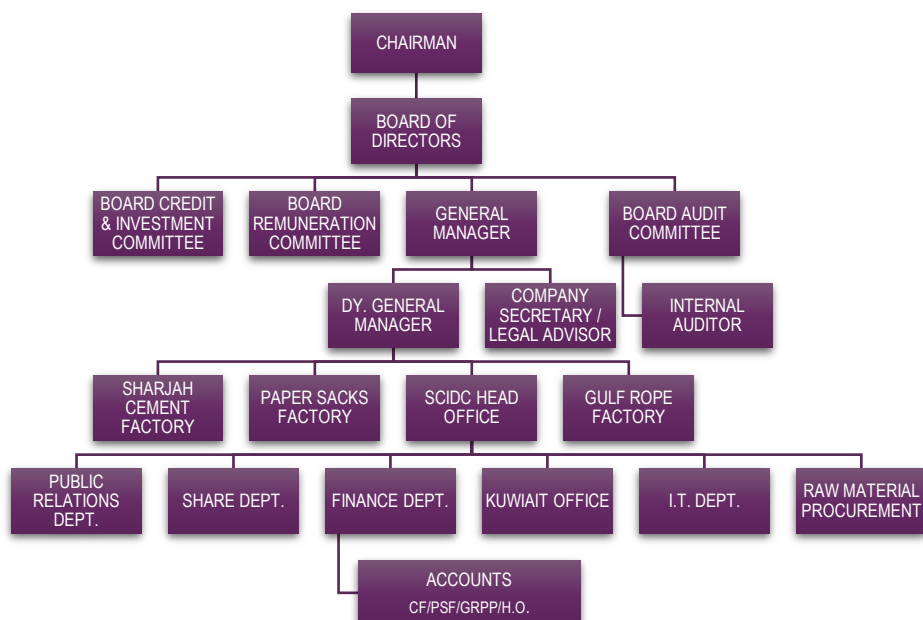 CHAIRMAN
BOARD OF
DIRECTORS
BOARD CREDIT
& INVESTMENT
COMMITTEE
BOARD
REMUNERATION
COMMITTEE
GENERAL
MANAGER
BOARD AUDIT
COMMITTEE
DY. GENERAL
MANAGER
COMPANY
SECRETARY /
LEGAL ADVISOR
INTERNAL
AUDITOR
SHARJAH
CEMENT
FACTORY
PAPER SACKS
FACTORY
SCIDC HEAD
OFFICE
GULF ROPE
FACTORY
PUBLIC
RELATIONS
DEPT.
SHARE DEPT.
FINANCE DEPT.
KUWIAIT OFFICE
I.T. DEPT.
RAW MATERIAL
PROCUREMENT
ACCOUNTS
CF/PSF/GRPP/H.O.